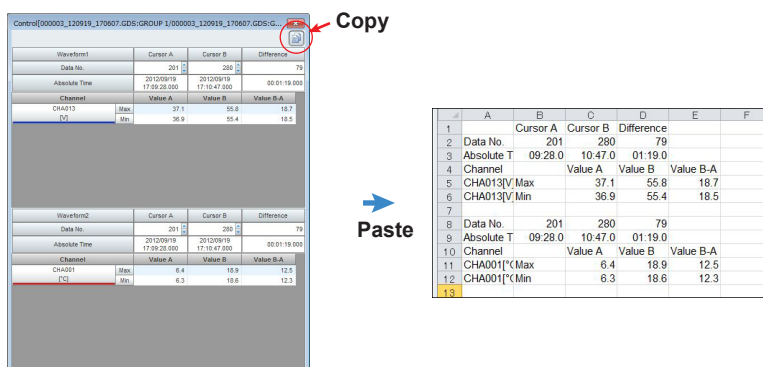 Control[000003_120919_170607.GDS:GROUP 1/000003_120919_170607.GDS:G...
Copy
Waveform1 Cursor A Cursor B Difference
Data No. 201 280 79
Absolute Time 2012/09/19 17:09:28.000 2012/09/19 17:10:47.000 00:01:19.000
Channel Value A Value B Value B-A
CHA013 Max 37.1 55.8 18.7
[V] Min 36.9 55.4 18.5
Waveform2 Cursor A Cursor B Difference
Data No. 201 280 79
Absolute Time 2012/09/19 17:09:28.000 2012/09/19 17:10:47.000 00:01:19.000
Channel Value A Value B Value B-A
CHA001 Max 6.4 18.9 12.5
[°C] Min 6.3 18.6 12.3
Paste
A B C D E F
1 Cursor A Cursor B Difference
2 Data No. 201 280 79
3 Absolute T 09:28.0 10:47.0 01:19.0
4 Channel Value A Value B Value B-A
5 CHA013[V] Max 37.1 55.8 18.7
6 CHA013[V] Min 36.9 55.4 18.5
7
8 Data No. 201 280 79
9 Absolute T 09:28.0 10:47.0 01:19.0
10 Channel Value A Value B Value B-A
11 CHA001[°C Max 6.4 18.9 12.5
12 CHA001[°C Min 6.3 18.6 12.3
13